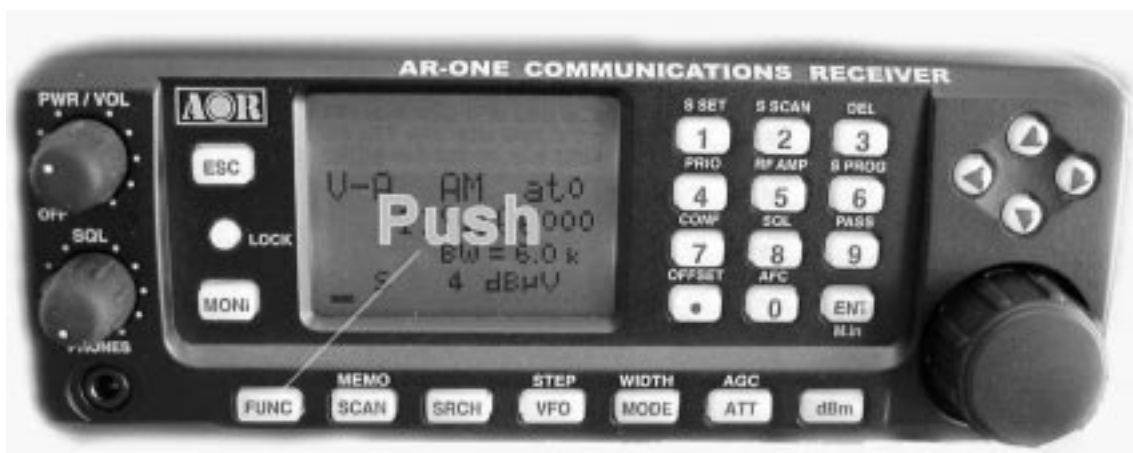 AR-ONE COMMUNICATIONS RECEIVER
PWR / VOL
AOR
OFF
SQL
PHONES
ESC
LOCK
MONi
V-A AM ato
Push
000
BW = 6.0 k
S 4 dBμV
S SET S SCAN DEL
1 2 3
PRIO RF AMP S PROG
4 5 6
CONF SQL PASS
7 8 9
OFFSET AFC
• 0 ENT
M.in
MEMO STEP WIDTH AGC
FUNC SCAN SRCH VFO MODE ATT dBm